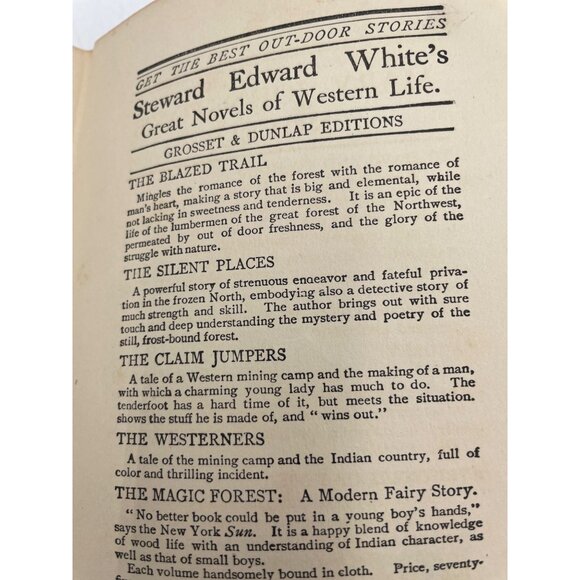 GET THE BEST OUT-DOOR STORIES
Steward Edward White's
Great Novels of Western Life.
GROSSET & DUNLAP EDITIONS
THE BLAZED TRAIL
Mingles the romance of the forest with the romance of
man's heart, making a story that is big and elemental, while
not lacking in sweetness and tenderness. It is an epic of the
life of the lumbermen of the great forest of the Northwest,
permeated by out of door freshness, and the glory of the
struggle with nature.
THE SILENT PLACES
A powerful story of strenuous endeavor and fateful priva-
tion in the frozen North, embodying also a detective story of
much strength and skill. The author brings out with sure
touch and deep understanding the mystery and poetry of the
still, frost-bound forest.
THE CLAIM JUMPERS
A tale of a Western mining camp and the making of a man,
with which a charming young lady has much to do. The
tenderfoot has a hard time of it, but meets the situation.
shows the stuff he is made of, and "wins out."
THE WESTERNERS
A tale of the mining camp and the Indian country, full of
color and thrilling incident.
THE MAGIC FOREST: A Modern Fairy Story.
"No better book could be put in a young boy's hands,"
says the New York Sun. It is a happy blend of knowledge
of wood life with an understanding of Indian character, as
well as that of small boys.
Each volume handsomely bound in cloth. Price, seventy-